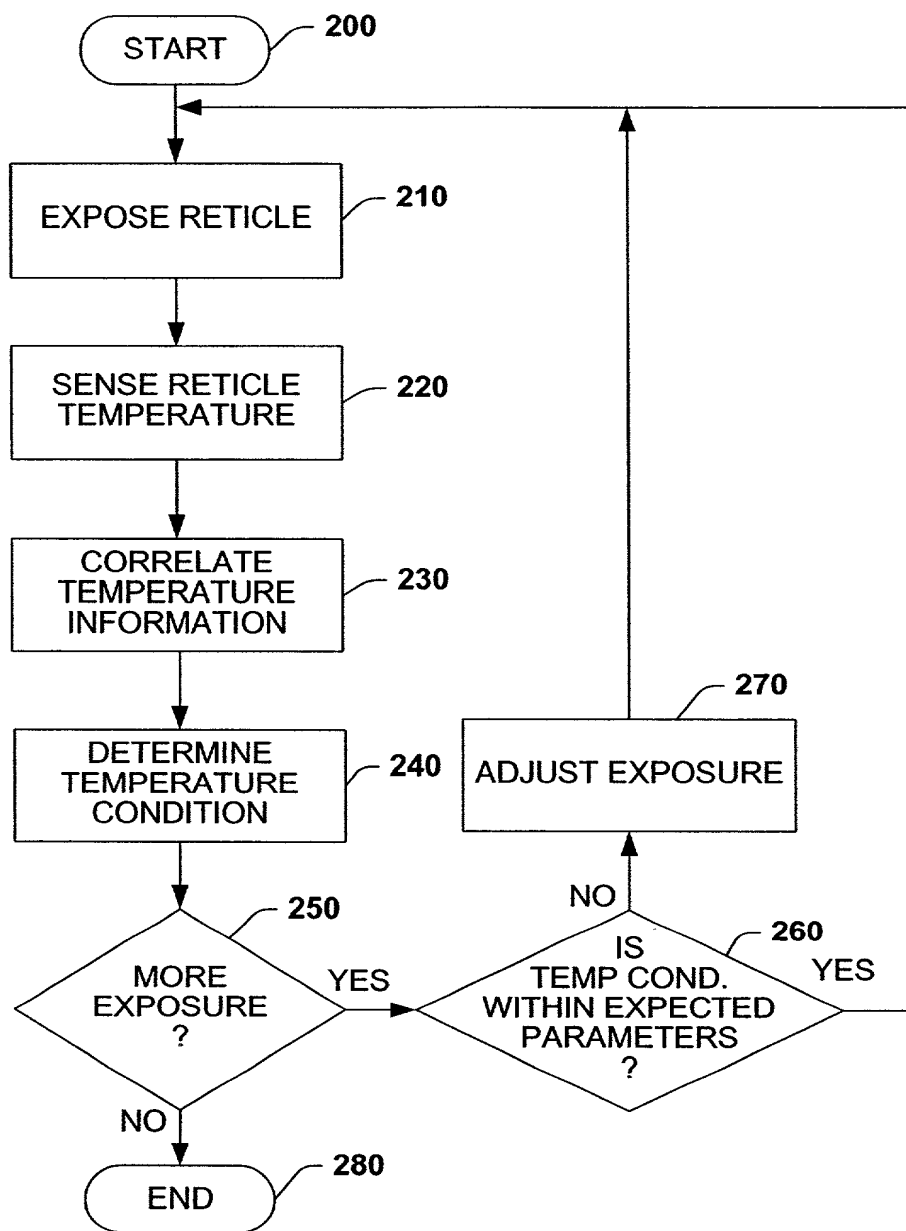 START
200
EXPOSE RETICLE
210
SENSE RETICLE
TEMPERATURE
220
CORRELATE
TEMPERATURE
INFORMATION
230
DETERMINE
TEMPERATURE
CONDITION
240
ADJUST EXPOSURE
270
MORE
EXPOSURE
?
250
YES
NO
IS
TEMP COND.
WITHIN EXPECTED
PARAMETERS
?
260
NO
YES
END
280